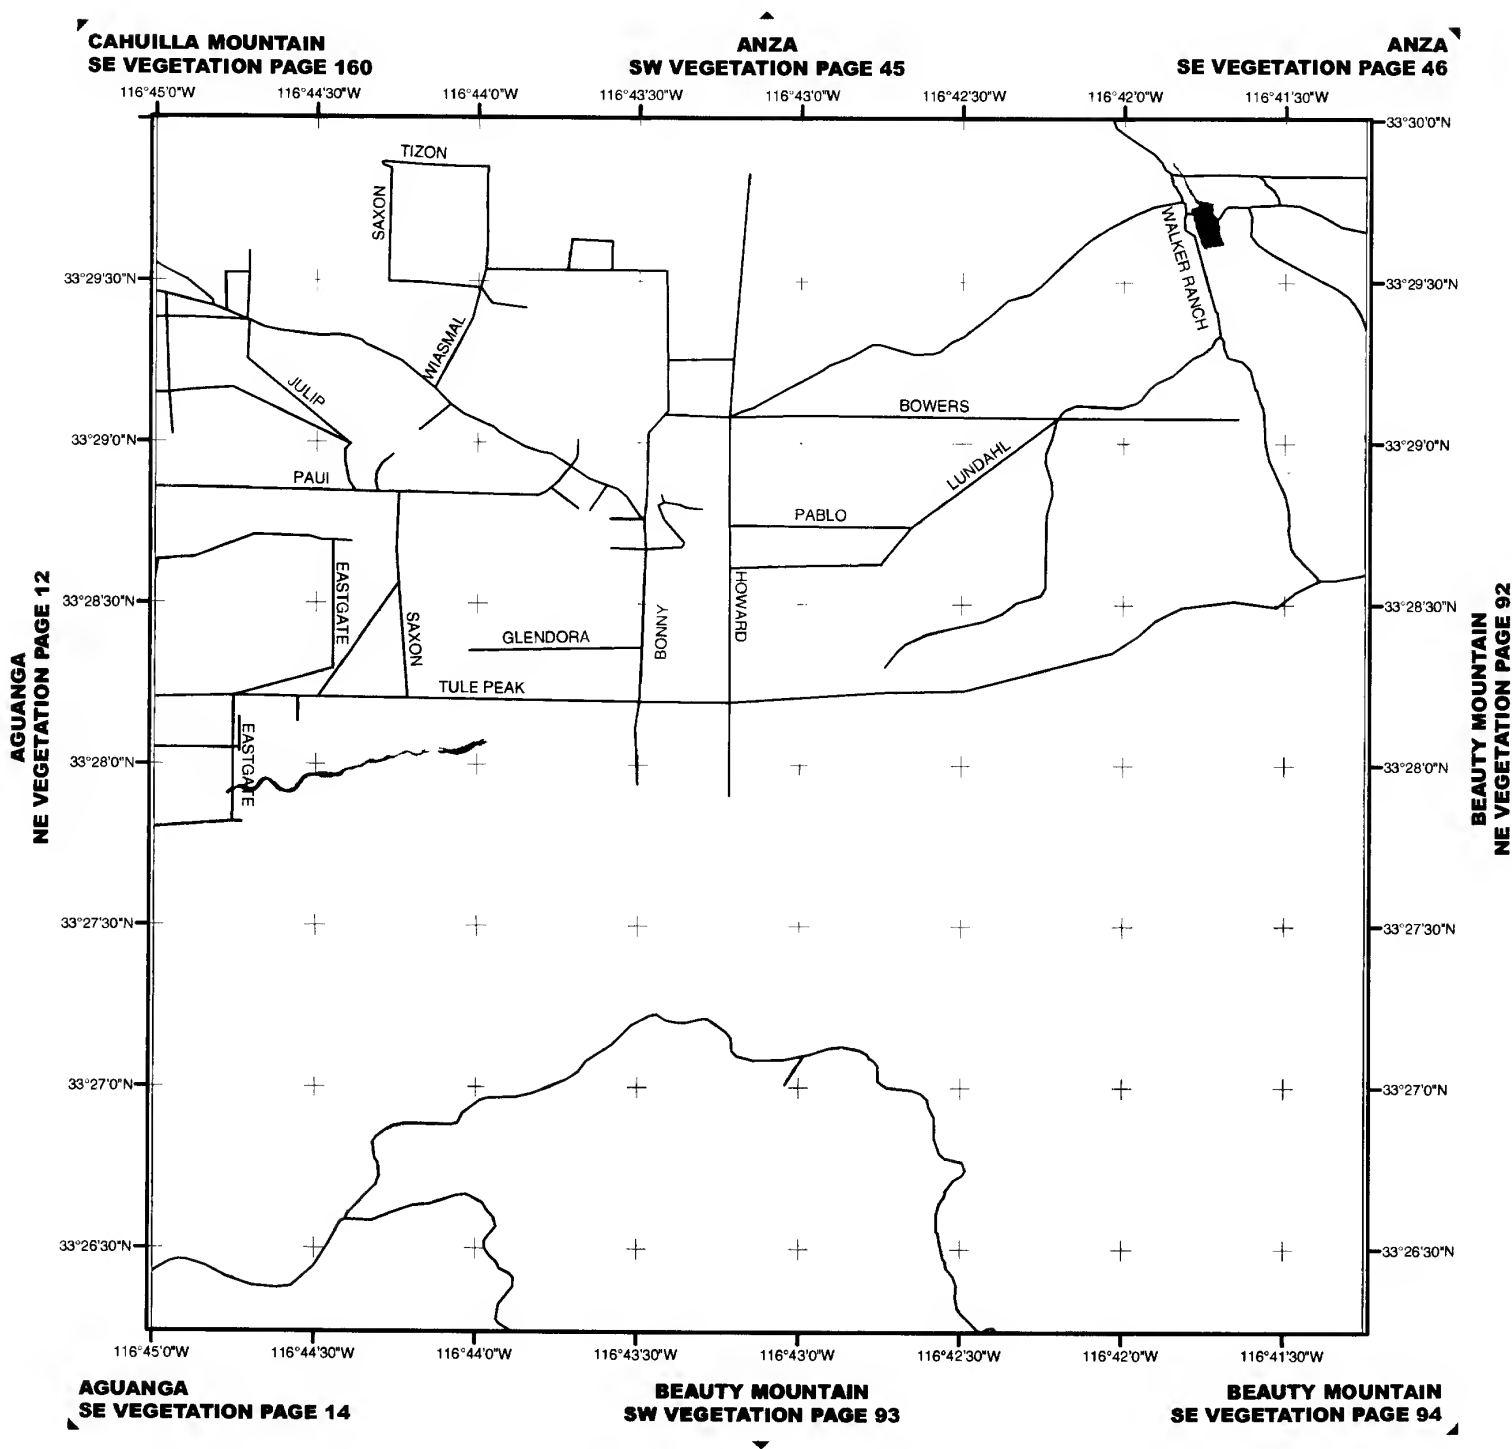 CAHUILLA MOUNTAIN
SE VEGETATION PAGE 160
ANZA
SW VEGETATION PAGE 45
ANZA
SE VEGETATION PAGE 46
116°45'0"W
116°44'30"W
116°44'0"W
116°43'30"W
116°43'0"W
116°42'30"W
116°42'0"W
116°41'30"W
33°30'0"N
TIZON
SAXON
WALKER RANCH
33°29'30"N
33°29'30"N
WIASMAL
JULIP
BOWERS
33°29'0"N
33°29'0"N
LUNDAHL
PAUI
PABLO
EASTGATE
HOWARD
33°28'30"N
33°28'30"N
SAXON
BONNY
GLENDORA
TULE PEAK
EASTGATE
33°28'0"N
33°28'0"N
AGUANGA
NE VEGETATION PAGE 12
BEAUTY MOUNTAIN
NE VEGETATION PAGE 92
33°27'30"N
33°27'30"N
33°27'0"N
33°27'0"N
33°26'30"N
33°26'30"N
116°45'0"W
116°44'30"W
116°44'0"W
116°43'30"W
116°43'0"W
116°42'30"W
116°42'0"W
116°41'30"W
AGUANGA
SE VEGETATION PAGE 14
BEAUTY MOUNTAIN
SW VEGETATION PAGE 93
BEAUTY MOUNTAIN
SE VEGETATION PAGE 94